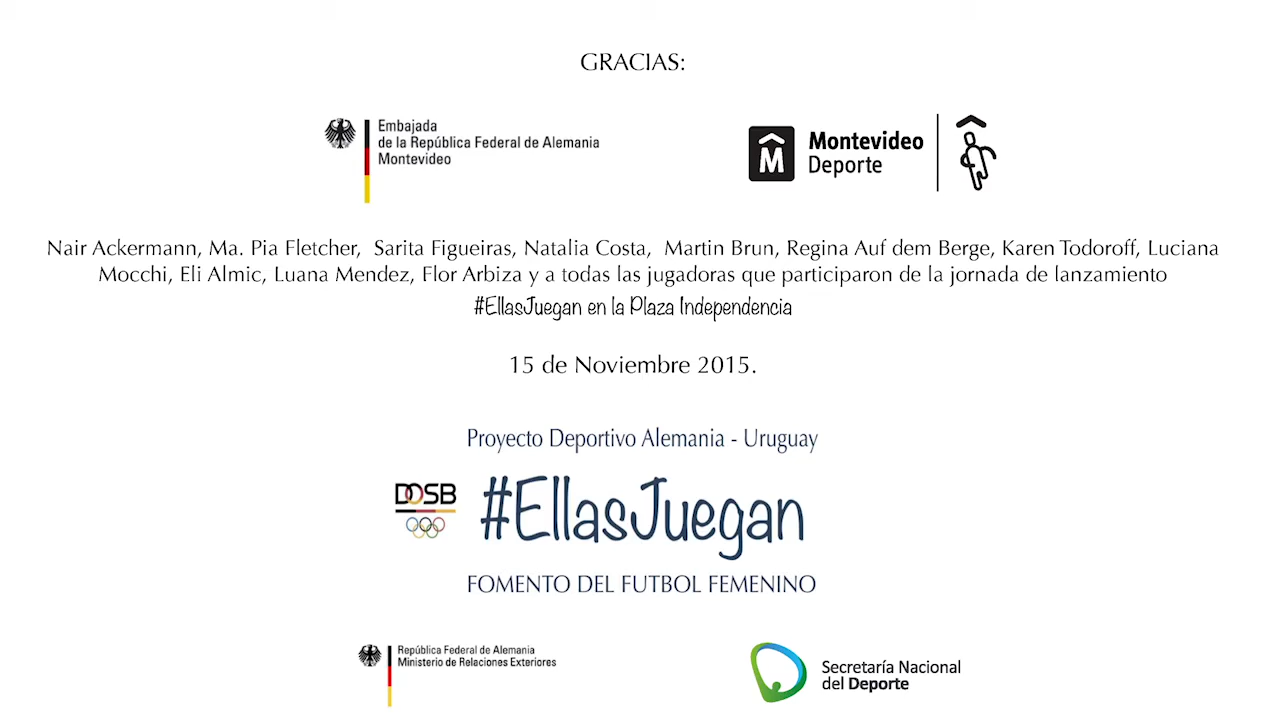 GRACIAS:
Embajada
de la República Federal de Alemania
Montevideo
M Montevideo
Deporte
Nair Ackermann, Ma. Pia Fletcher, Sarita Figueiras, Natalia Costa, Martin Brun, Regina Auf dem Berge, Karen Todoroff, Luciana
Mocchi, Eli Almic, Luana Mendez, Flor Arbiza y a todas las jugadoras que participaron de la jornada de lanzamiento
#EllasJuegan en la Plaza Independencia
15 de Noviembre 2015.
Proyecto Deportivo Alemania - Uruguay
DOSB
#EllasJuegan
FOMENTO DEL FUTBOL FEMENINO
República Federal de Alemania
Ministerio de Relaciones Exteriores
Secretaría Nacional
del Deporte